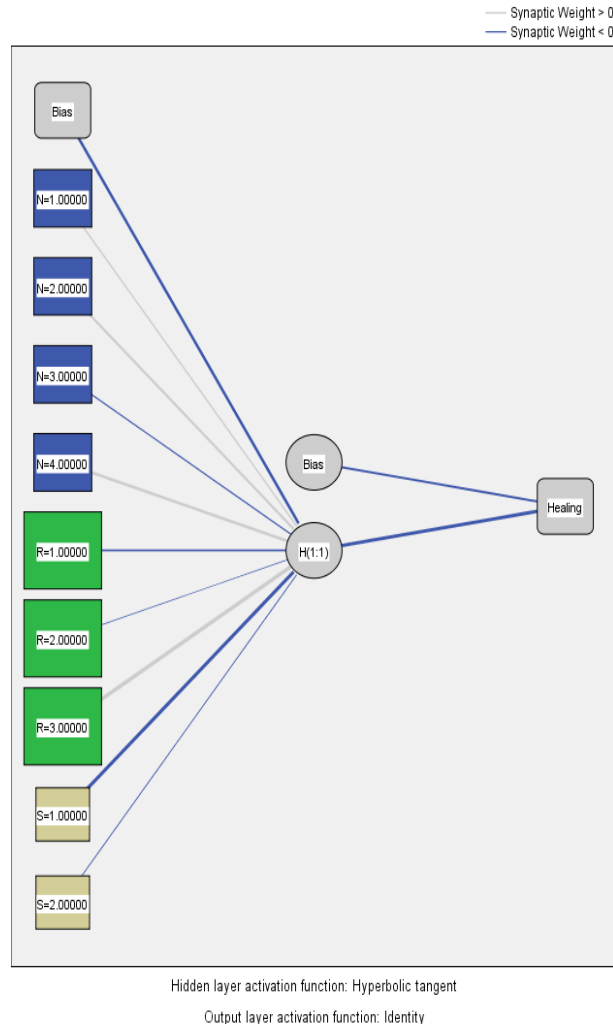 Synaptic Weight > 0
Synaptic Weight < 0
Bias
N=1.00000
N=2.00000
N=3.00000
N=4.00000
R=1.00000
R=2.00000
R=3.00000
S=1.00000
S=2.00000
Bias
H(1:1)
Healing
Hidden layer activation function: Hyperbolic tangent
Output layer activation function: Identity